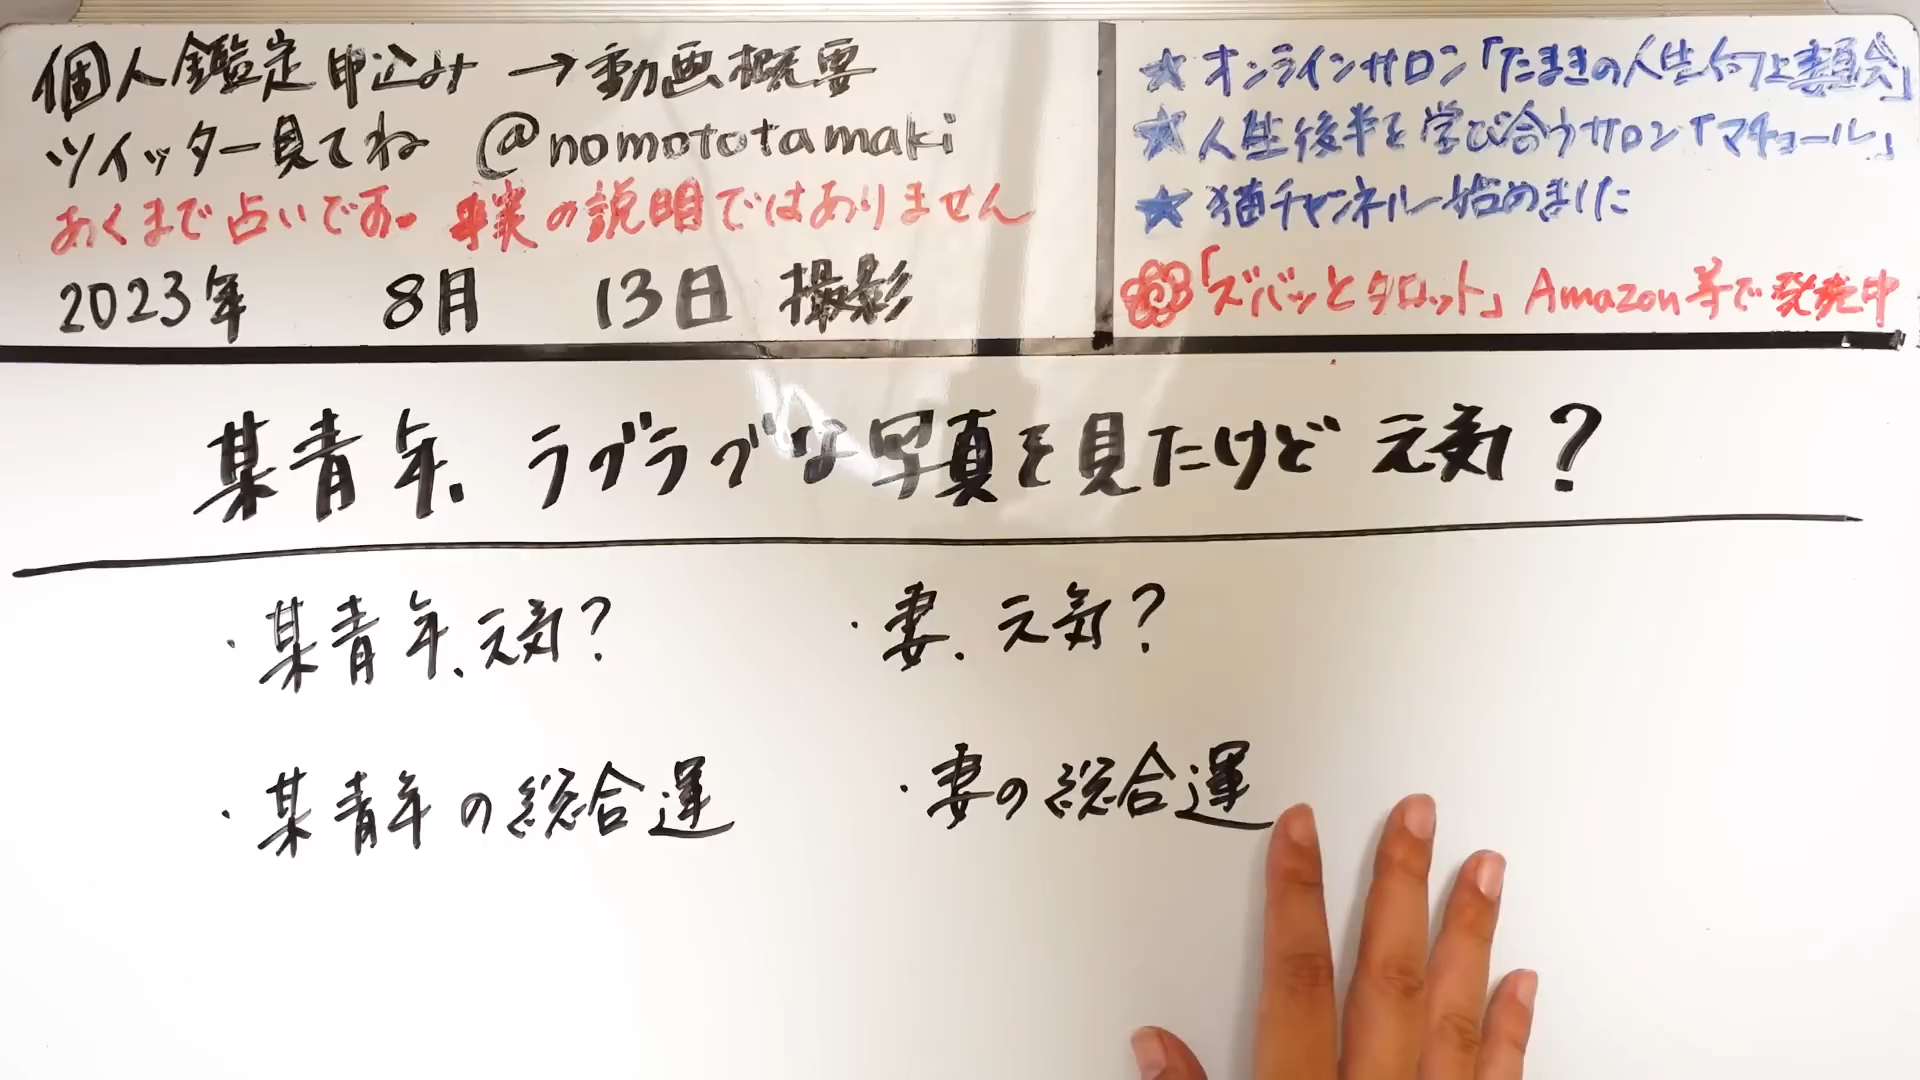 個人鑑定申込み→動画概要
ツイッター見てね @nomototamaki
あくまで占いです。事実の説明ではありません
2023年 8月 13日 撮影
★オンラインサロン「たまきの人生向上委員会」
★人生後半を学び合うサロン「マチョール」
★猫チャンネル始めました
「ズバッとタロット」Amazon等で発売中
某青年、ラブラブな写真を見たけど元気?
・某青年、元気?
・妻、元気?
・某青年の総合運
・妻の総合運